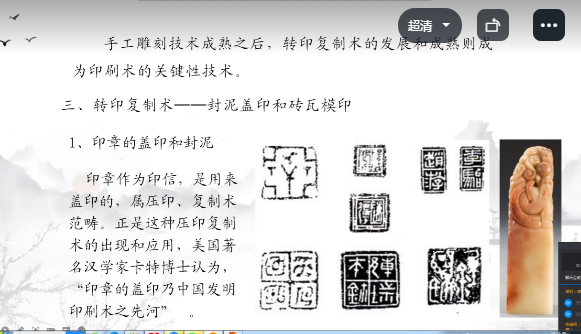 超清
手工雕刻技术成熟之后，转印复制术的发展和成熟则成
为印刷术的关键性技术。
三、转印复制术——封泥盖印和砖瓦模印
1、印章的盖印和封泥
印章作为印信，是用来
盖印的，属压印、复制术
范畴。正是这种压印复制
术的出现和应用，美国著
名汉学家卡特博士认为，
“印章的盖印乃中国发明
印刷术之先河” 。